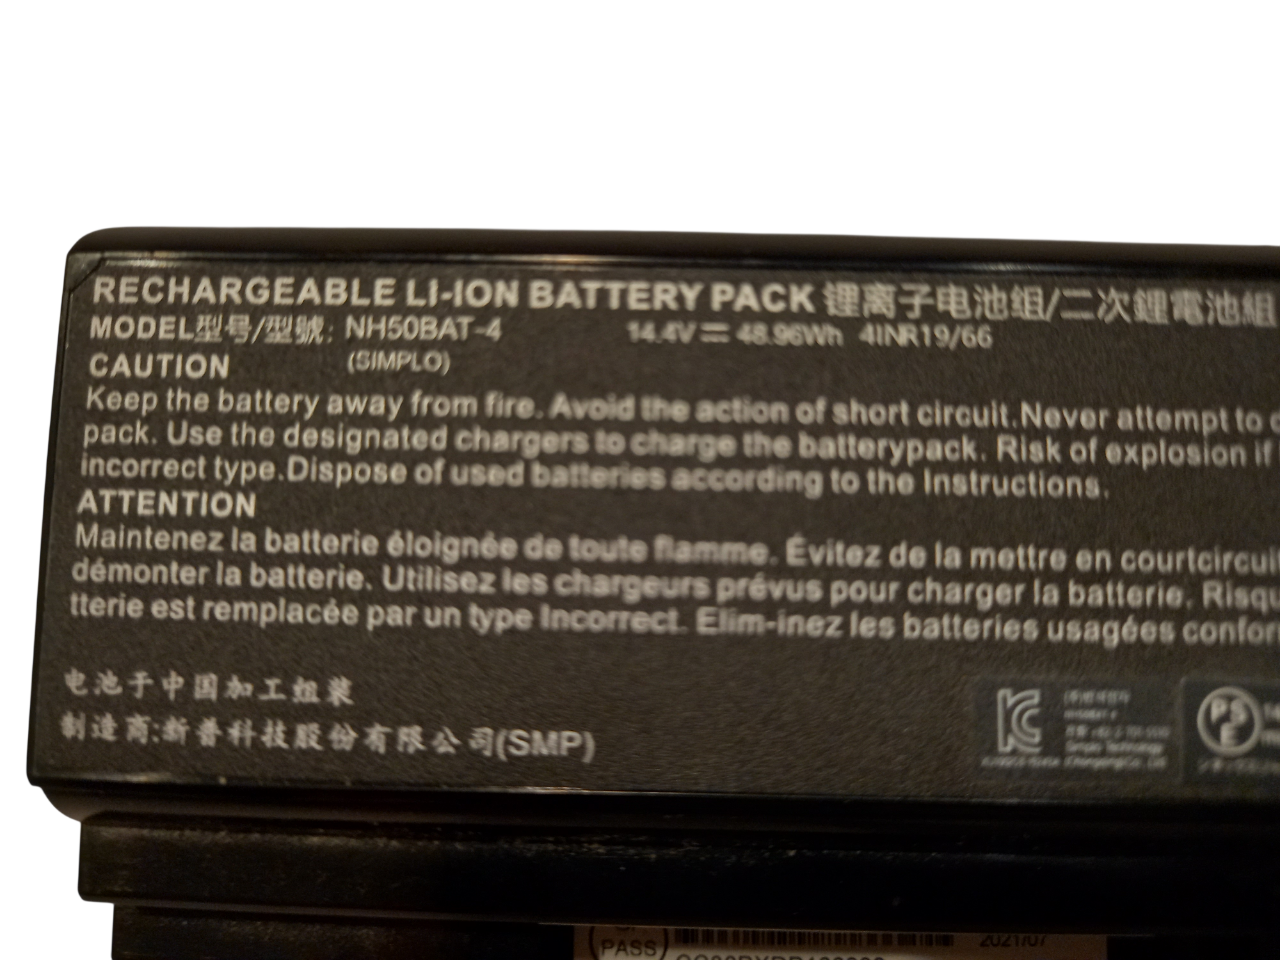 RECHARGEABLE LI-ION BATTERY PACK 锂离子电池组/二次鋰電池組
MODEL型号/型號: NH50BAT-4 14.4V⎓ 48.96Wh 4INR19/66
(SIMPLO)
CAUTION
Keep the battery away from fire. Avoid the action of short circuit.Never attempt to
pack. Use the designated chargers to charge the batterypack. Risk of explosion if
incorrect type.Dispose of used batteries according to the Instructions.
ATTENTION
Maintenez la batterie éloignée de toute flamme. Évitez de la mettre en courtcircuit
démonter la batterie. Utilisez les chargeurs prévus pour charger la batterie. Risqu
tterie est remplacée par un type Incorrect. Elim-inez les batteries usagées confor
电池于中国加工组装
制造商:新普科技股份有限公司(SMP)
PS
E
PASS
2021/07